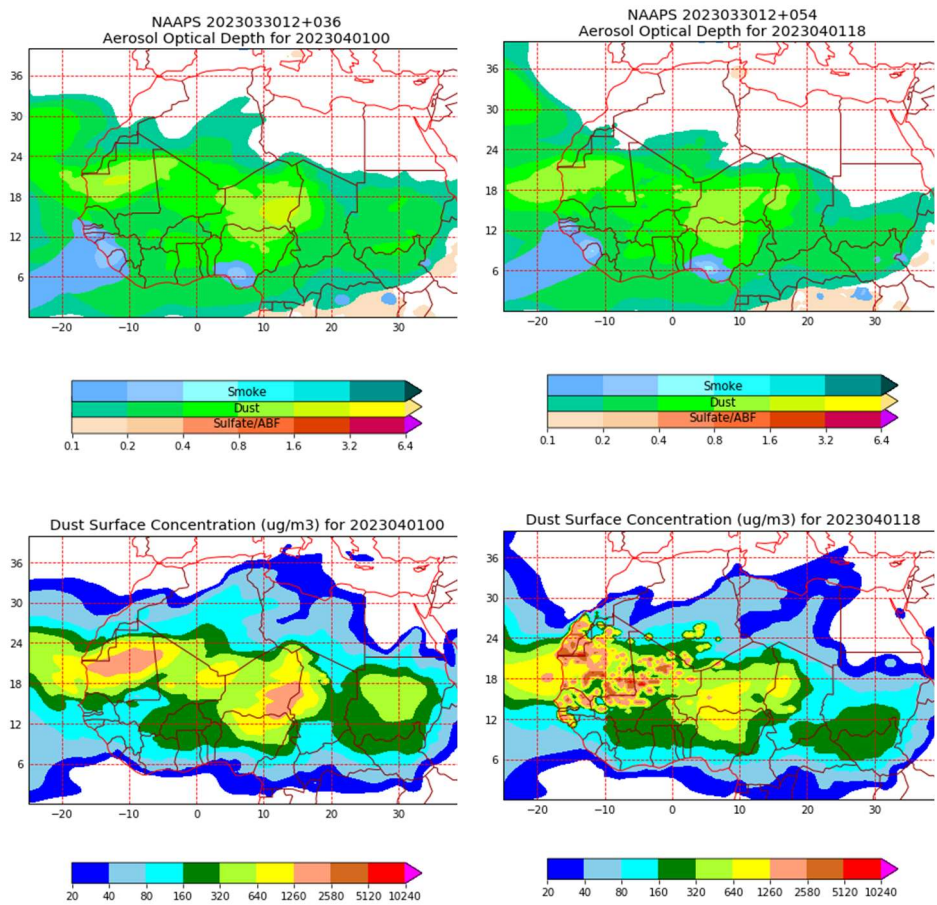 NAAPS 2023033012+036
Aerosol Optical Depth for 2023040100
36
30
24
18
12
6
−20 −10 0 10 20 30
Smoke
Dust
Sulfate/ABF
0.1 0.2 0.4 0.8 1.6 3.2 6.4
NAAPS 2023033012+054
Aerosol Optical Depth for 2023040118
36
30
24
18
12
6
−20 −10 0 10 20 30
Smoke
Dust
Sulfate/ABF
0.1 0.2 0.4 0.8 1.6 3.2 6.4
Dust Surface Concentration (ug/m3) for 2023040100
36
30
24
18
12
6
−20 −10 0 10 20 30
20 40 80 160 320 640 1260 2580 5120 10240
Dust Surface Concentration (ug/m3) for 2023040118
36
30
24
18
12
6
−20 −10 0 10 20 30
20 40 80 160 320 640 1260 2580 5120 10240